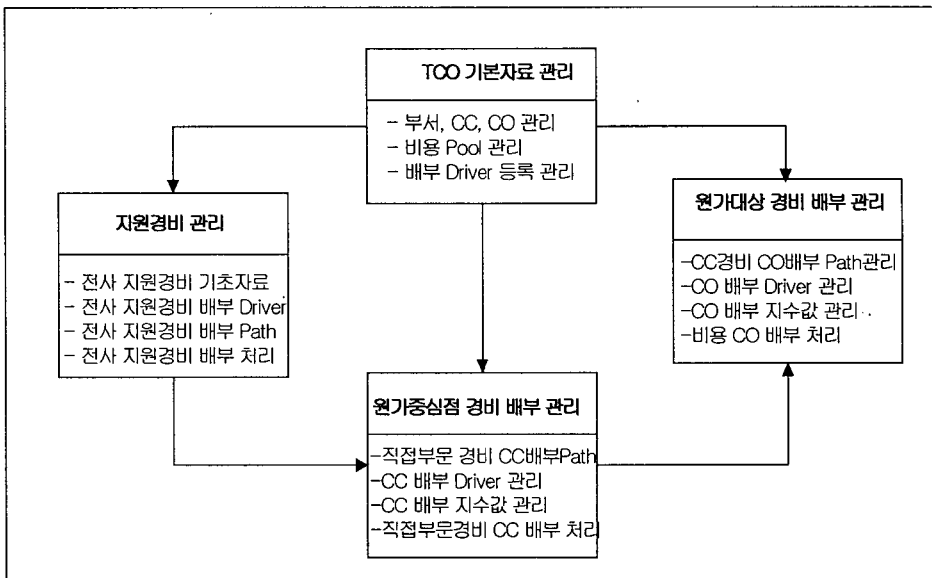 TCO 기본자료 관리
- 부서, CC, CO 관리
- 비용 Pool 관리
- 배부 Driver 등록 관리
지원경비 관리
- 전사 지원경비 기초자료
- 전사 지원경비 배부 Driver
- 전사 지원경비 배부 Path
- 전사 지원경비 배부 처리
원가대상 경비 배부 관리
-CC경비 CO배부 Path관리
-CO 배부 Driver 관리
-CO 배부 지수값 관리
-비용 CO 배부 처리
원가중심점 경비 배부 관리
-직접부문 경비 CC배부Path
-CC 배부 Driver 관리
-CC 배부 지수값 관리
-직접부문경비 CC 배부 처리